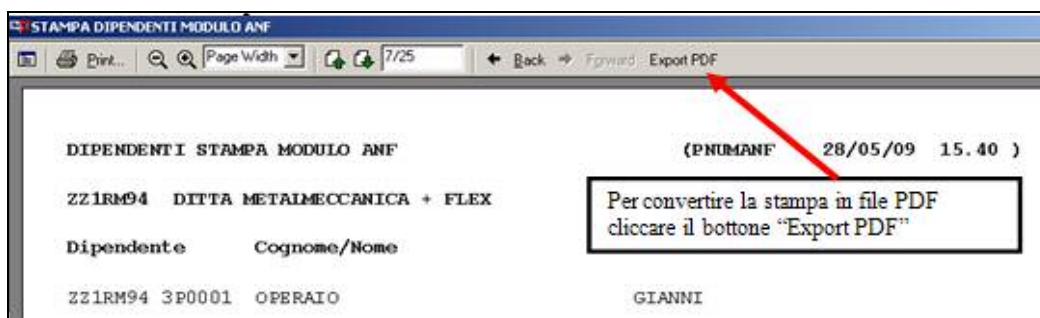 STAMPA DIPENDENTI MODULO ANF
Print... Page Width 7/25 Back Forward Export PDF
DIPENDENTI STAMPA MODULO ANF (PNUMANF 28/05/09 15.40 )
ZZ1RM94 DITTA METALMECCANICA + FLEX
Per convertire la stampa in file PDF
cliccare il bottone “Export PDF”
Dipendente Cognome/Nome
ZZ1RM94 3P0001 OPERAIO GIANNI